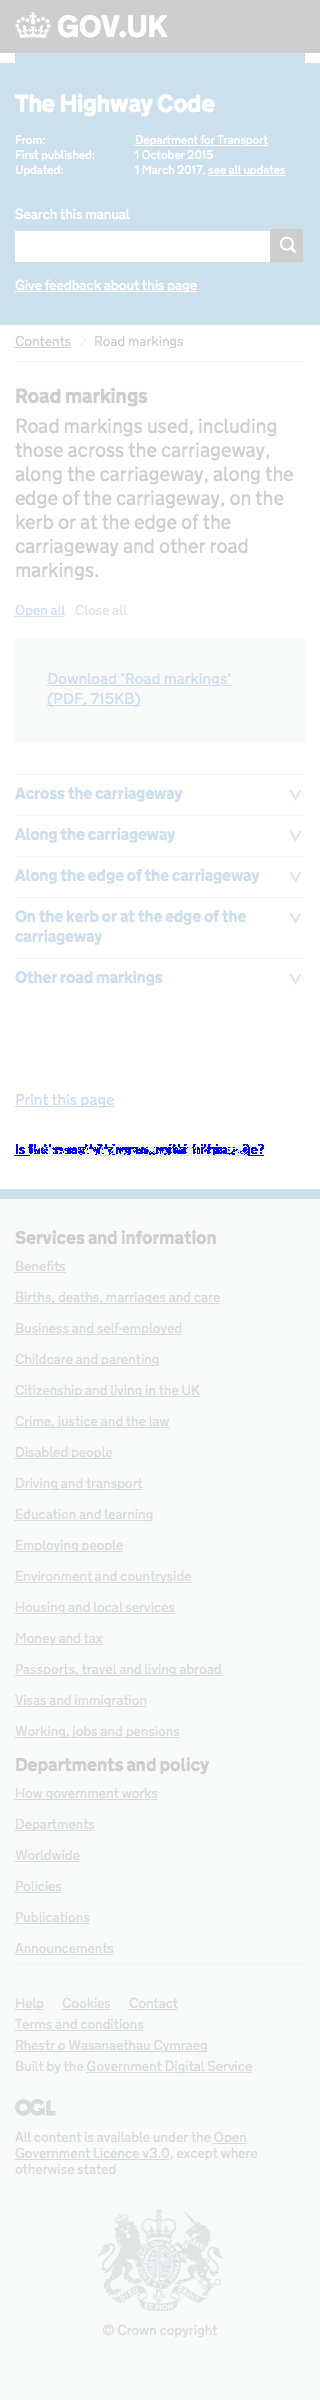 GOV.UK
The Highway Code
From: Department for Transport
First published: 1 October 2015
Updated: 1 March 2017, see all updates
Search this manual
Give feedback about this page
Contents Road markings
Road markings
Road markings used, including
those across the carriageway,
along the carriageway, along the
edge of the carriageway, on the
kerb or at the edge of the
carriageway and other road
markings.
Open all Close all
Download ‘Road markings’
(PDF, 715KB)
Across the carriageway
Along the carriageway
Along the edge of the carriageway
On the kerb or at the edge of the
carriageway
Other road markings
Print this page
Services and information
Benefits
Births, deaths, marriages and care
Business and self-employed
Childcare and parenting
Citizenship and living in the UK
Crime, justice and the law
Disabled people
Driving and transport
Education and learning
Employing people
Environment and countryside
Housing and local services
Money and tax
Passports, travel and living abroad
Visas and immigration
Working, jobs and pensions
Departments and policy
How government works
Departments
Worldwide
Policies
Publications
Announcements
Help Cookies Contact
Terms and conditions
Rhestr o Wasanaethau Cymraeg
Built by the Government Digital Service
OGL
All content is available under the Open
Government Licence v3.0, except where
otherwise stated
© Crown copyright